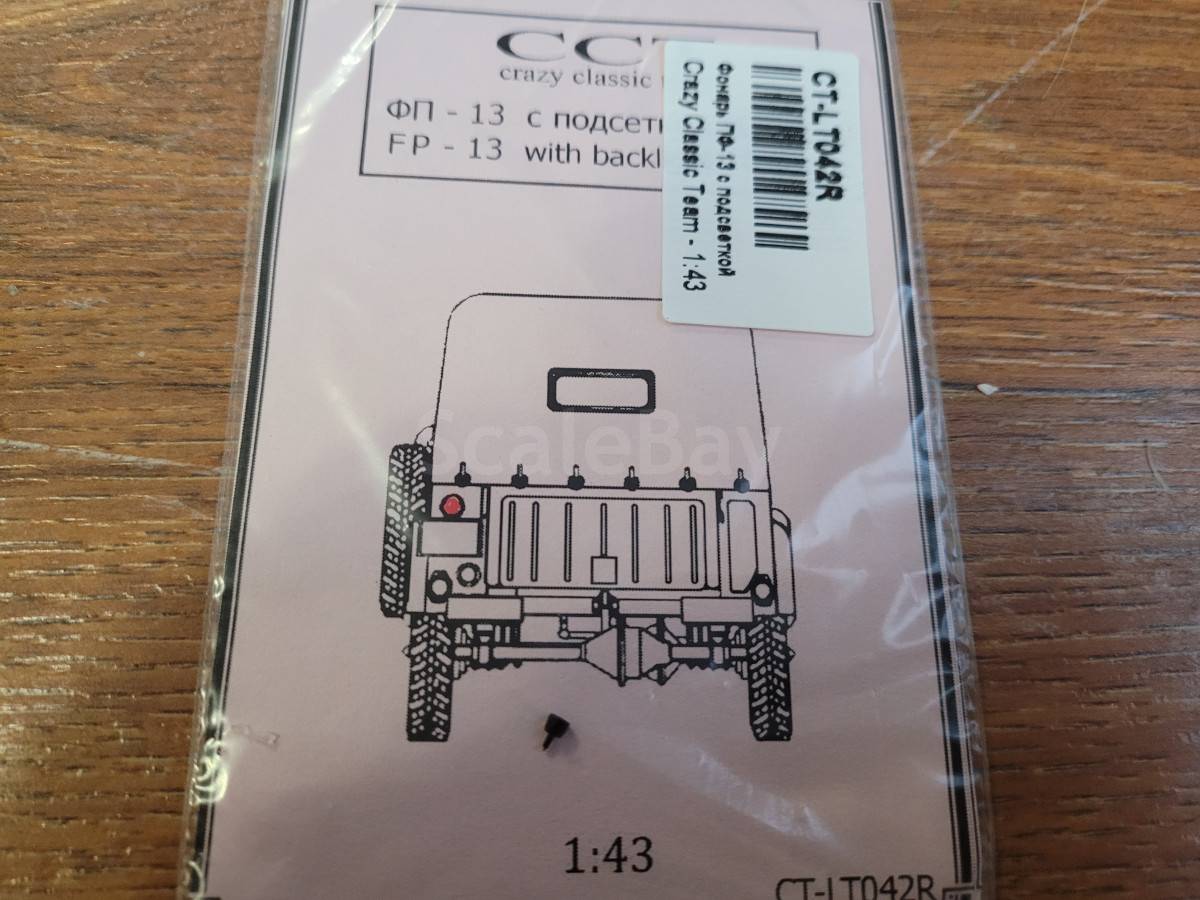 CCT
crazy classic
ФП - 13 с подсет
FP - 13 with backl
CT-LT042R
Фонарь ПФ-13 с подсветкой
Crazy Classic Team - 1:43
ScaleBay
1:43
CT-LT042R